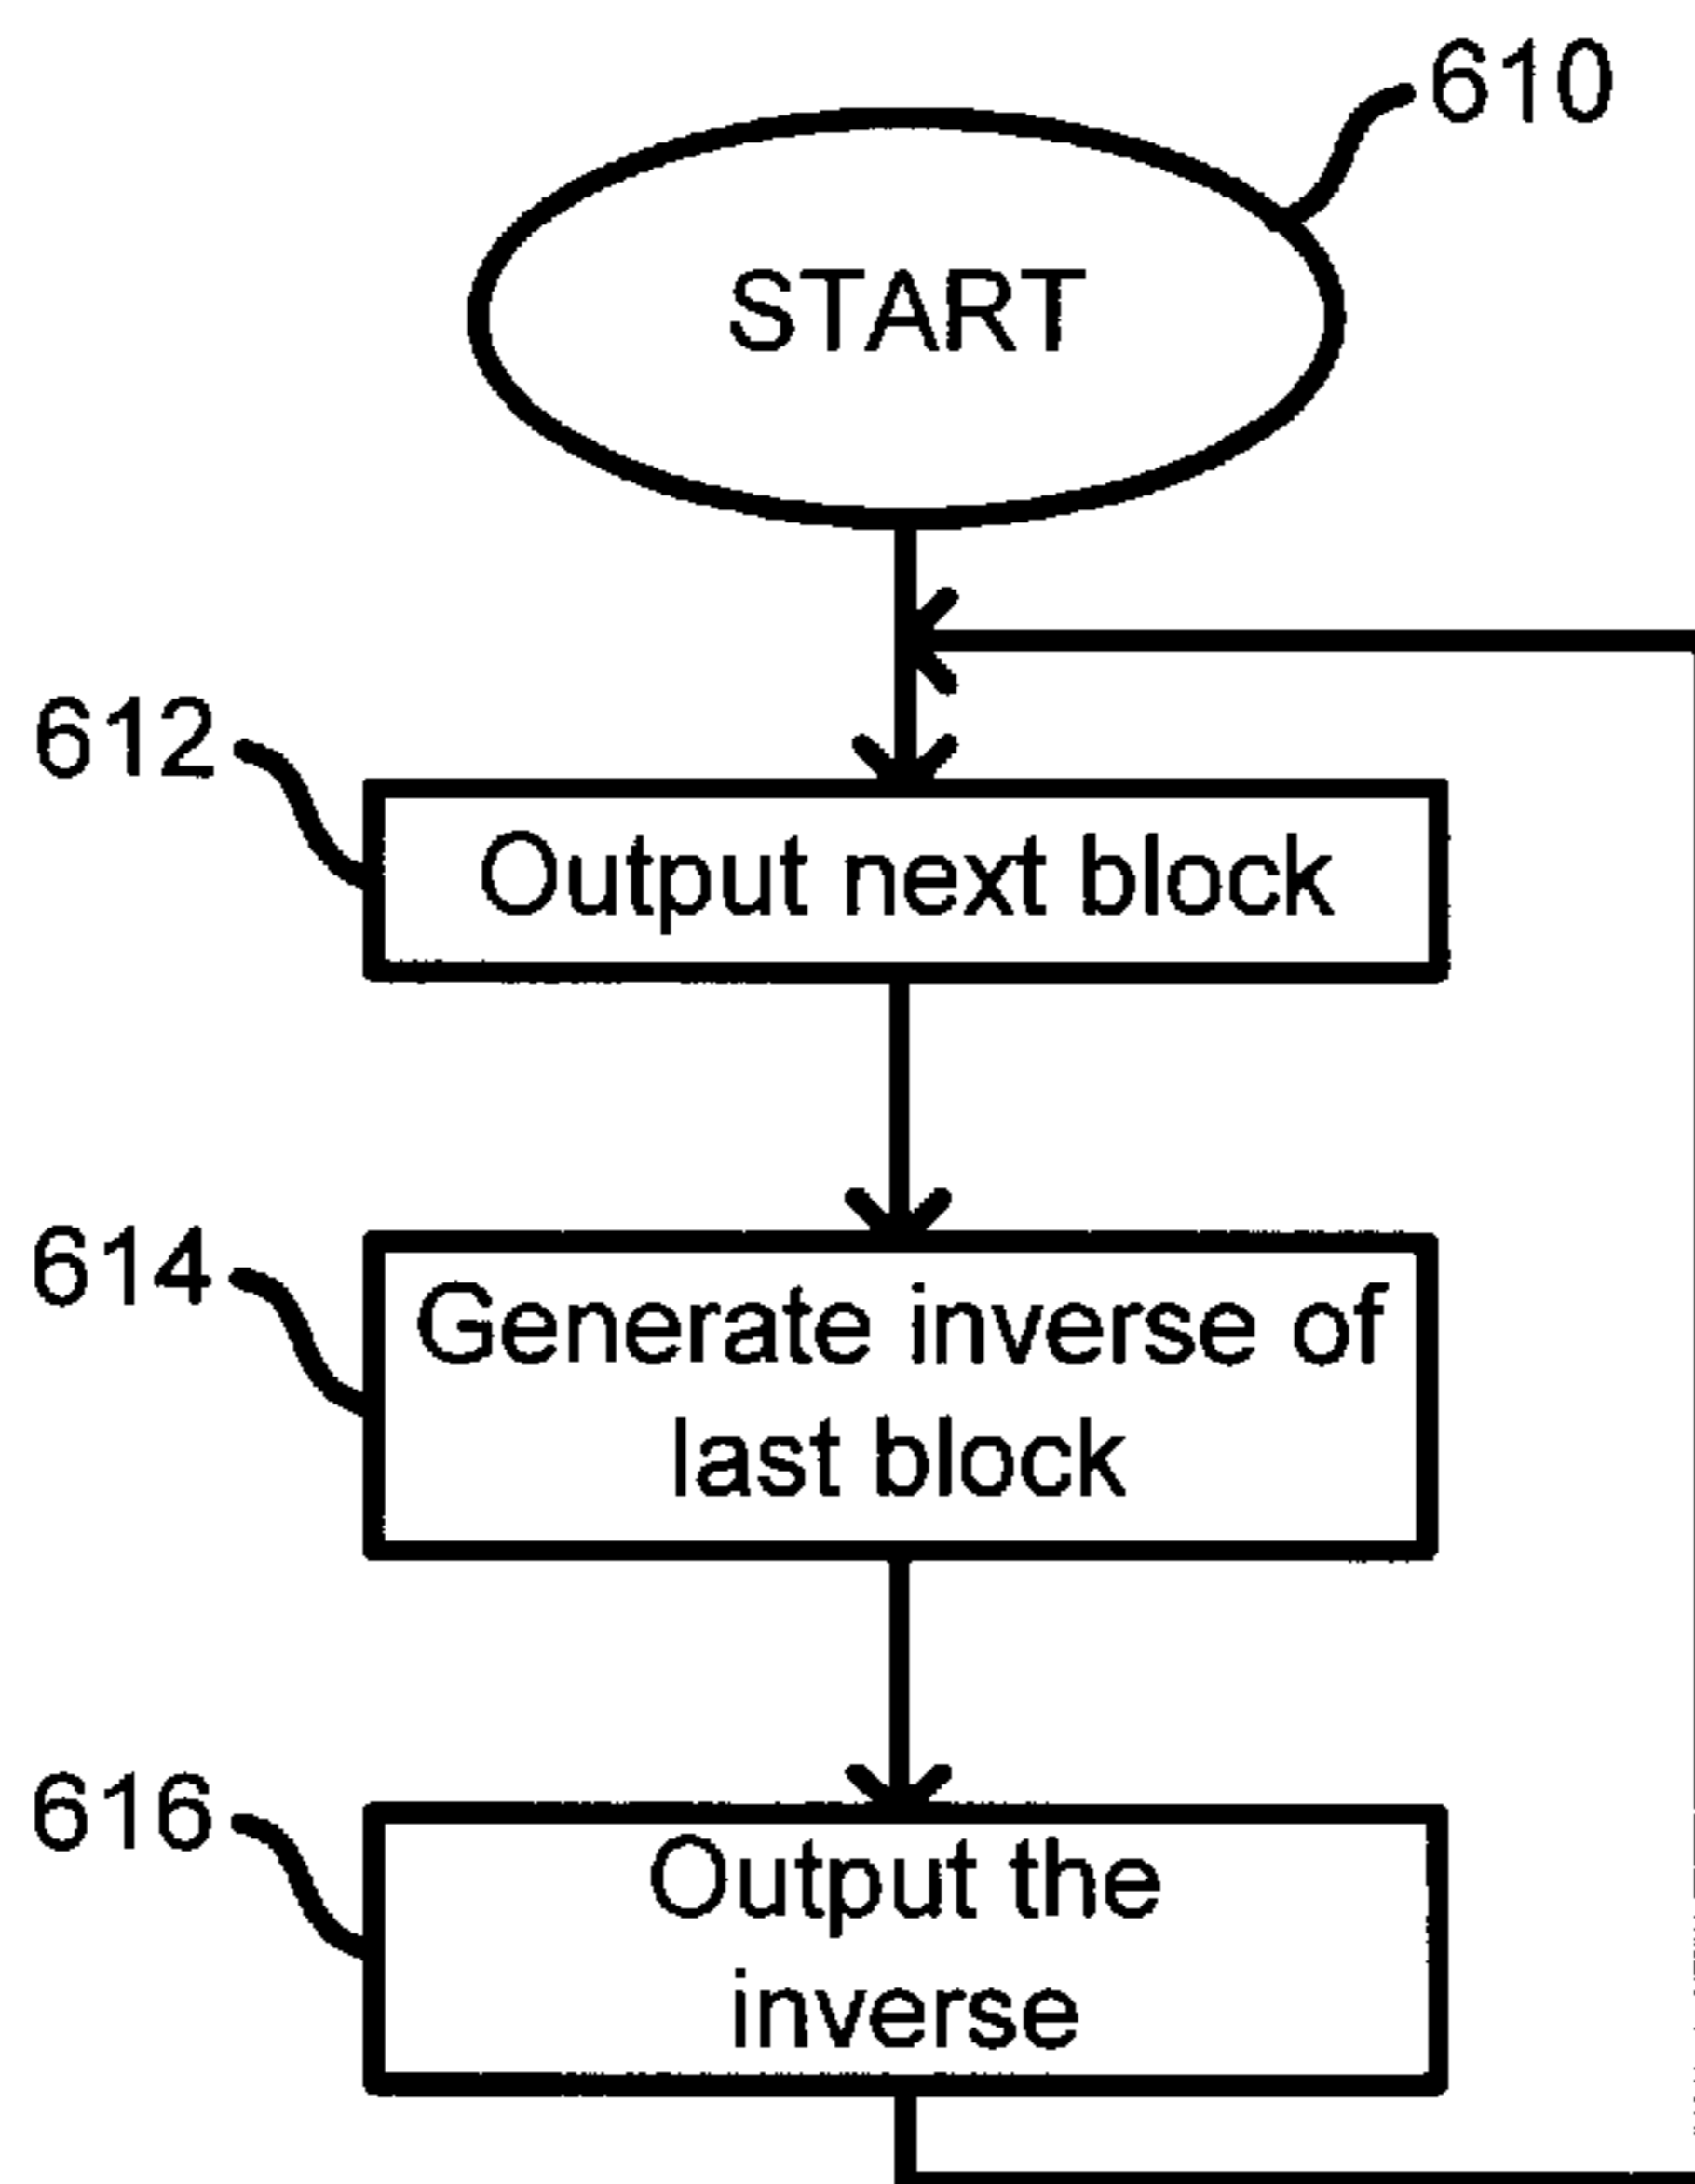 610
START
612
Output next block
614
Generate inverse of
last block
616
Output the
inverse